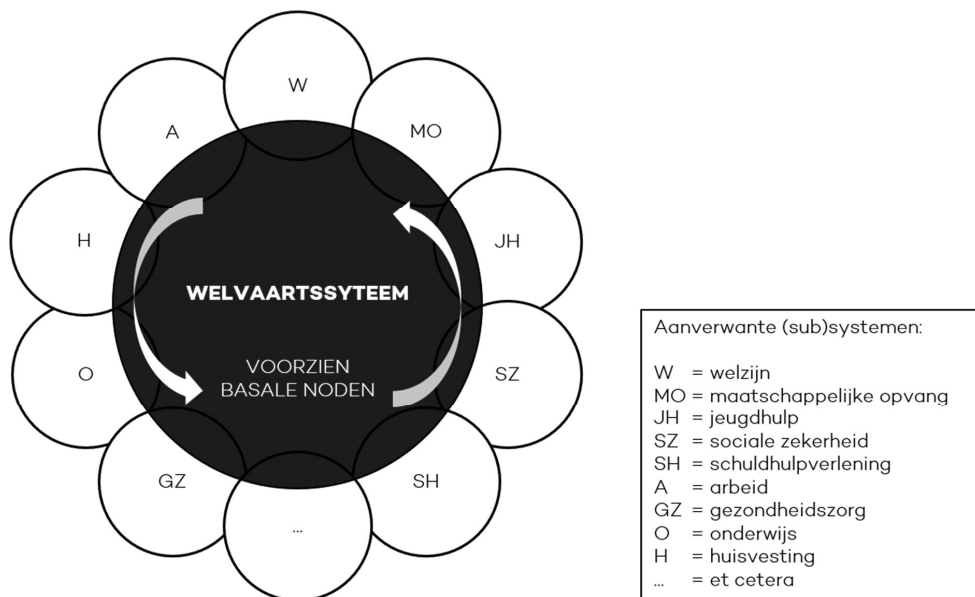 W
A
MO
H
JH
WELVAARTSSYTEEM
VOORZIEN
BASALE NODEN
O
SZ
GZ
SH
...
Aanverwante (sub)systemen:
W = welzijn
MO = maatschappelijke opvang
JH = jeugdhulp
SZ = sociale zekerheid
SH = schuldhulpverlening
A = arbeid
GZ = gezondheidszorg
O = onderwijs
H = huisvesting
... = et cetera